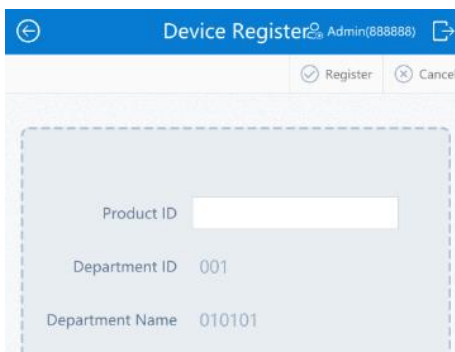 Device Register Admin(888888)
Register Cancel
Product ID
Department ID 001
Department Name 010101